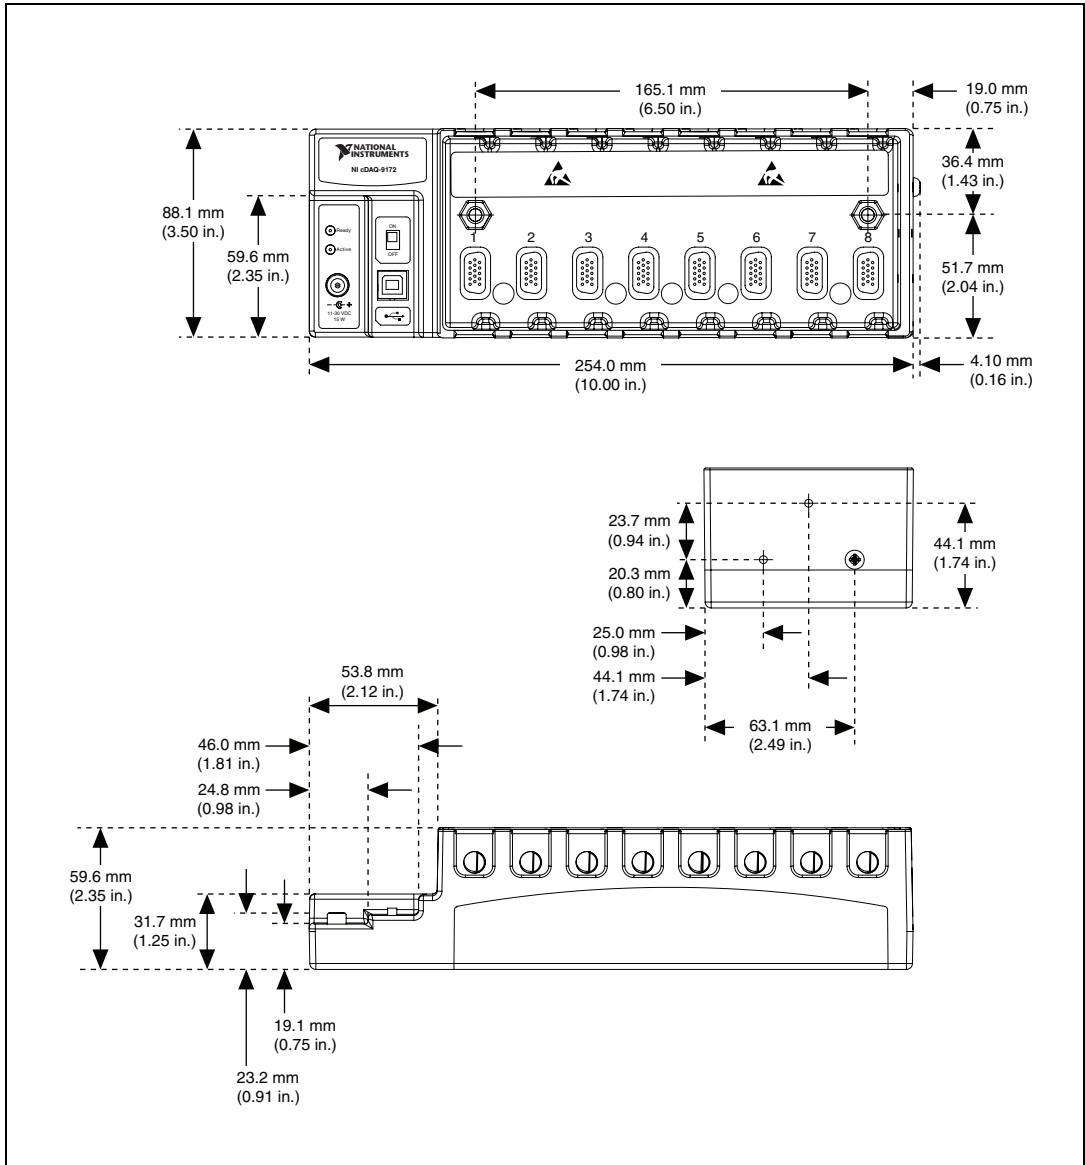 165.1 mm
(6.50 in.)
19.0 mm
(0.75 in.)
NATIONAL
INSTRUMENTS
NI cDAQ-9172
36.4 mm
(1.43 in.)
88.1 mm
(3.50 in.)
59.6 mm
(2.35 in.)
Ready
Active
ON
OFF
11-30 VDC
15 W
1 2 3 4 5 6 7 8
51.7 mm
(2.04 in.)
254.0 mm
(10.00 in.)
4.10 mm
(0.16 in.)
23.7 mm
(0.94 in.)
20.3 mm
(0.80 in.)
44.1 mm
(1.74 in.)
25.0 mm
(0.98 in.)
44.1 mm
(1.74 in.)
63.1 mm
(2.49 in.)
53.8 mm
(2.12 in.)
46.0 mm
(1.81 in.)
24.8 mm
(0.98 in.)
59.6 mm
(2.35 in.)
31.7 mm
(1.25 in.)
19.1 mm
(0.75 in.)
23.2 mm
(0.91 in.)